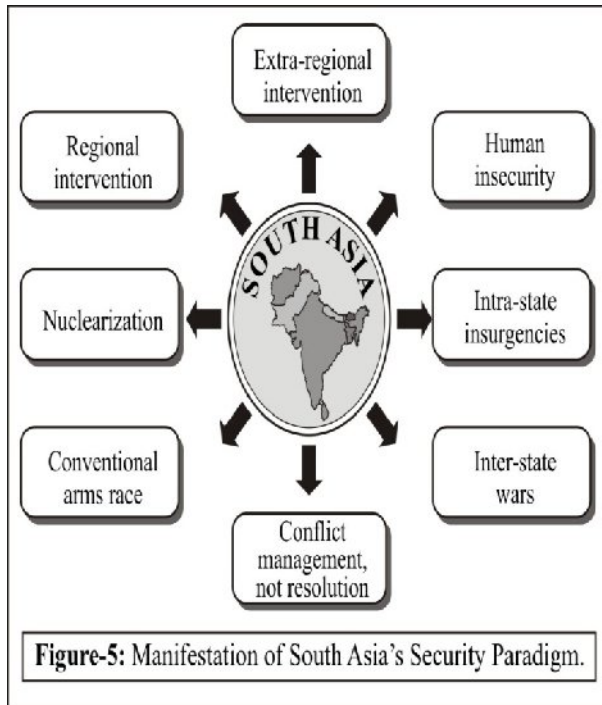 Extra-regional
intervention
Regional
intervention
Human
insecurity
SOUTH ASIA
Nuclearization
Intra-state
insurgencies
Conventional
arms race
Inter-state
wars
Conflict
management,
not resolution
Figure-5: Manifestation of South Asia's Security Paradigm.